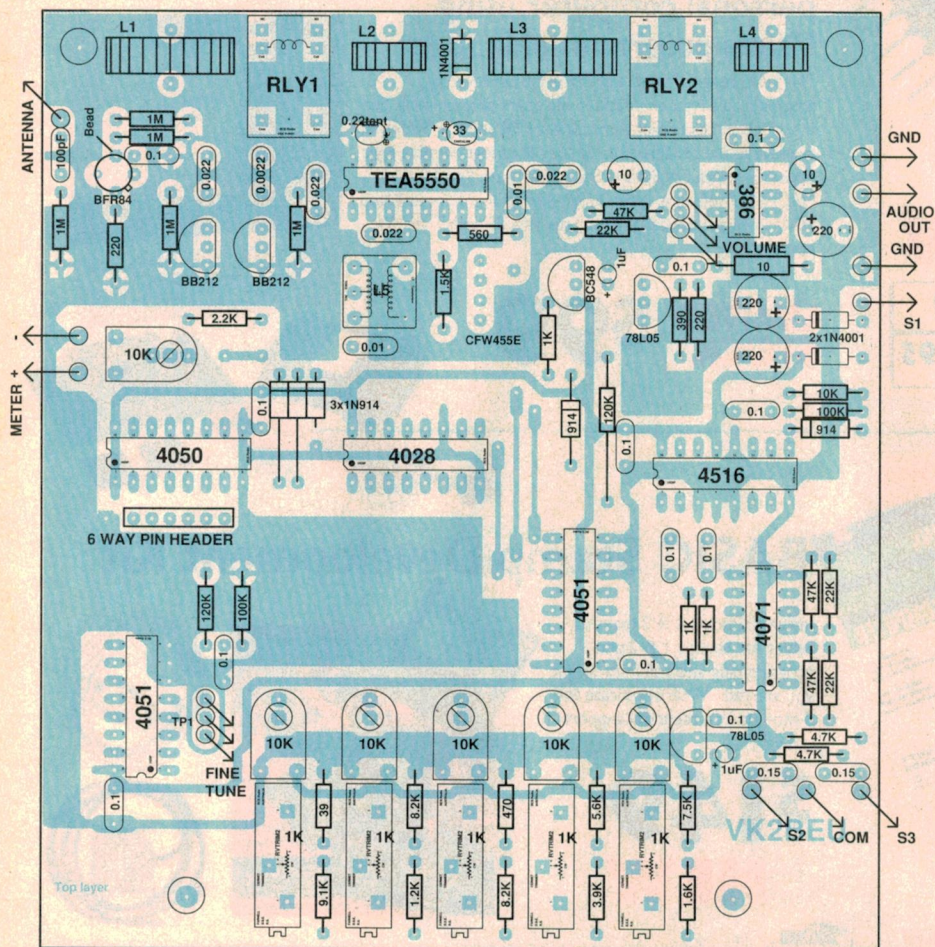 L1
L2
L3
L4
1N4001
RLY1
RLY2
ANTENNA
Bead
1M
1M
0.1
100pF
BFR84
1M
220
1M
0.022
0.0022
0.022
1M
BB212
BB212
0.22tant
33
TEA5550
0.022
560
0.01
0.022
10
47K
22K
VOLUME
386
0.1
10
220
GND
AUDIO
OUT
GND
S1
10
0.1
1.5K
CFW455E
0.01
2.2K
10K
-
METER +
BC548
1uF
1K
78L05
390
220
220
220
2x1N4001
10K
100K
914
0.1
0.1
3x1N914
914
120K
0.1
4050
4028
4516
6 WAY PIN HEADER
120K
100K
0.1
4051
4051
0.1
0.1
1K
1K
4071
47K
22K
47K
22K
0.1
TP1
FINE
TUNE
0.1
10K
10K
10K
10K
10K
78L05
0.1
1uF
4.7K
4.7K
0.15
0.15
S2
COM
S3
39
8.2K
470
5.6K
7.5K
1K
1K
1K
1K
1K
RVTRIM2
RVTRIM2
RVTRIM2
RVTRIM2
RVTRIM2
9.1K
1.2K
8.2K
3.9K
1.6K
Top layer